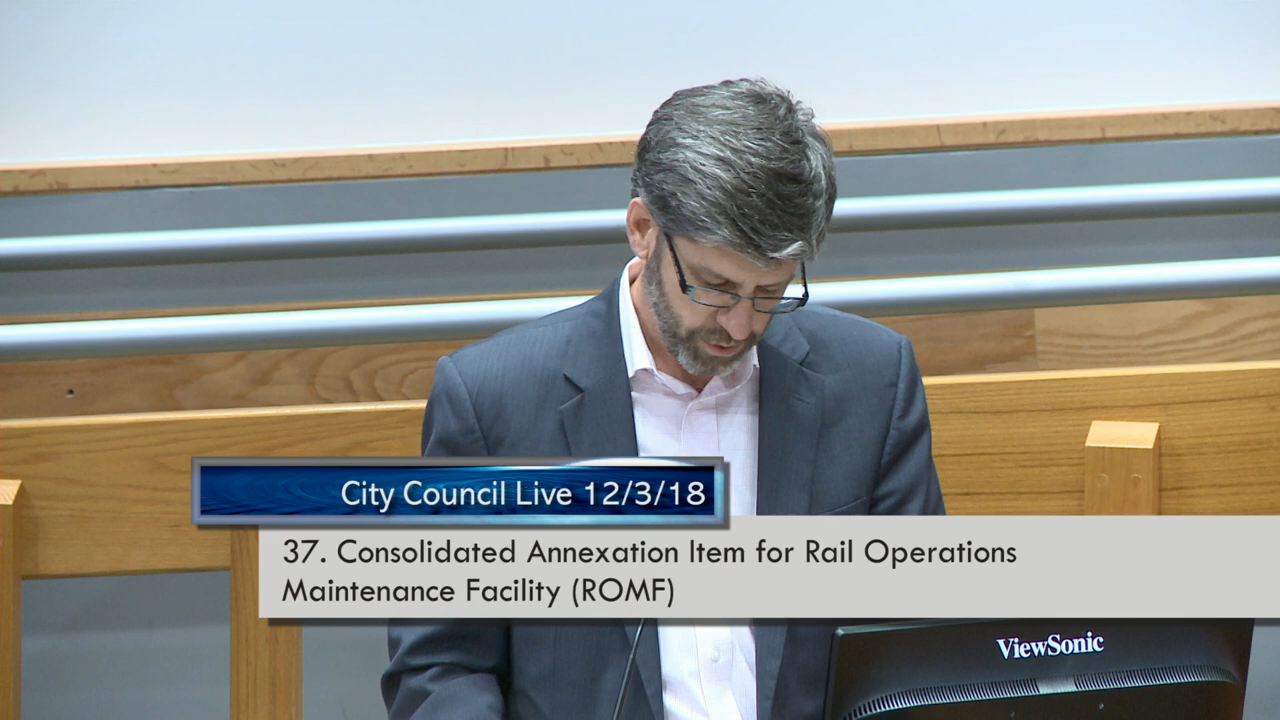 City Council Live 12/3/18
37. Consolidated Annexation Item for Rail Operations
Maintenance Facility (ROMF)
ViewSonic